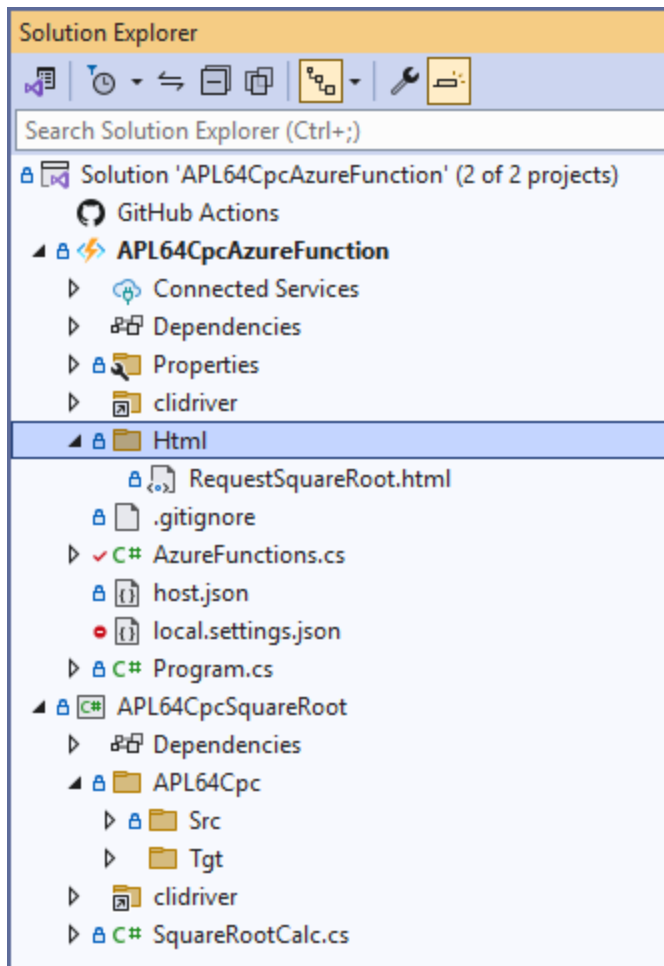 Solution Explorer
Search Solution Explorer (Ctrl+;)
Solution 'APL64CpcAzureFunction' (2 of 2 projects)
GitHub Actions
APL64CpcAzureFunction
Connected Services
Dependencies
Properties
clidriver
Html
RequestSquareRoot.html
.gitignore
C# AzureFunctions.cs
host.json
local.settings.json
C# Program.cs
C# APL64CpcSquareRoot
Dependencies
APL64Cpc
Src
Tgt
clidriver
C# SquareRootCalc.cs